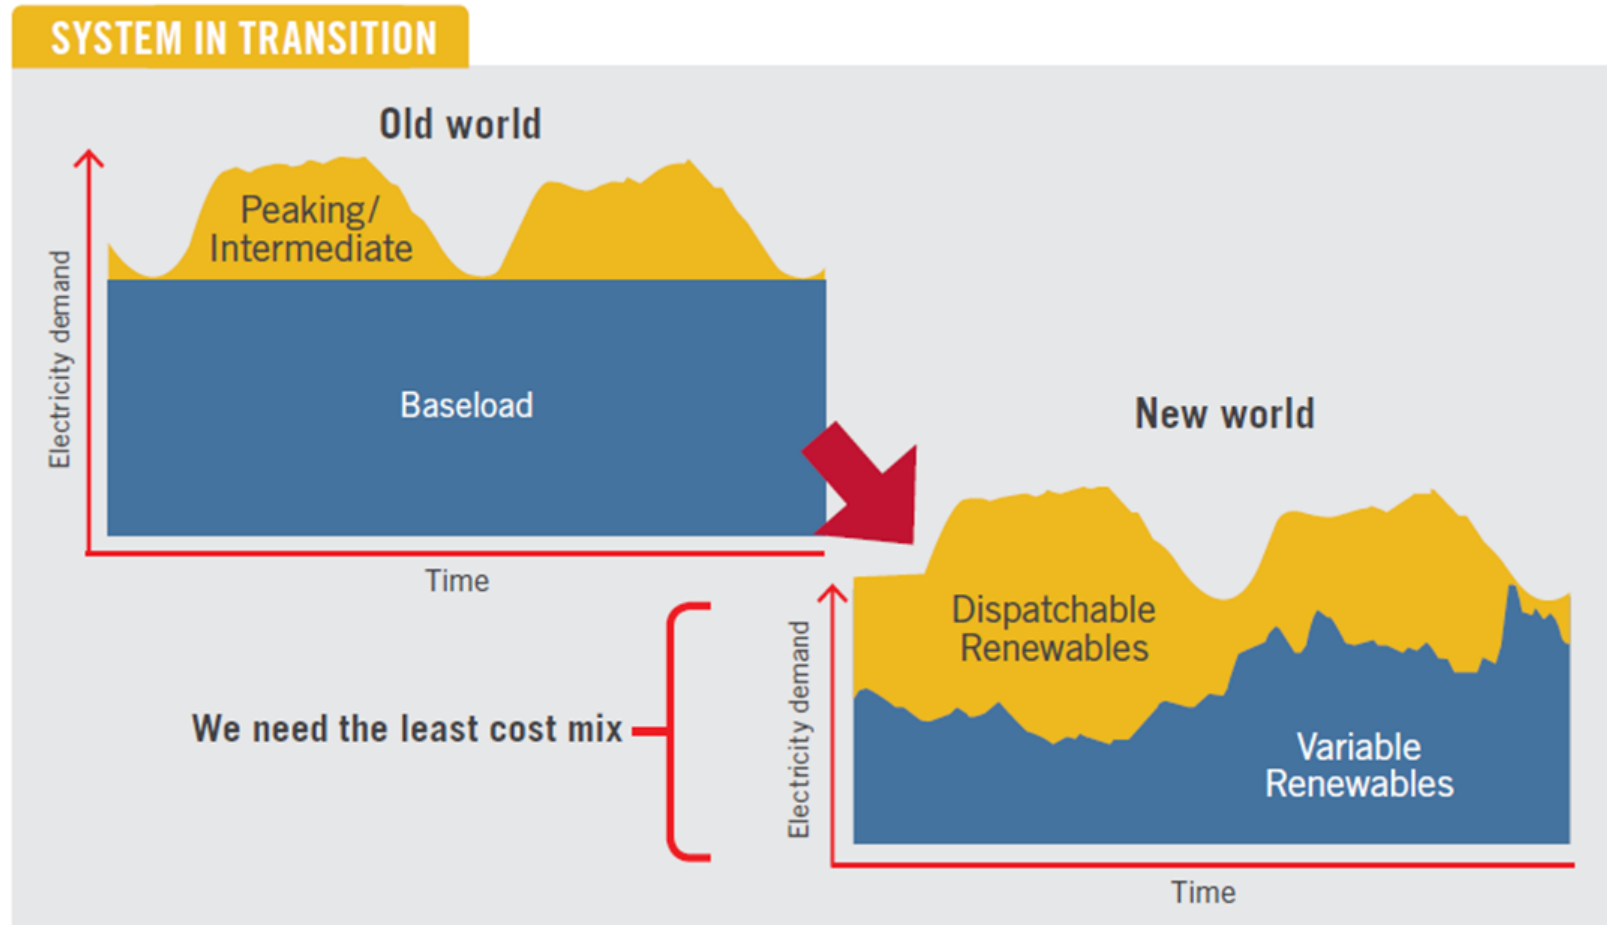 SYSTEM IN TRANSITION
Old world
Electricity demand
Peaking/
Intermediate
Baseload
Time
New world
We need the least cost mix
Electricity demand
Dispatchable
Renewables
Variable
Renewables
Time